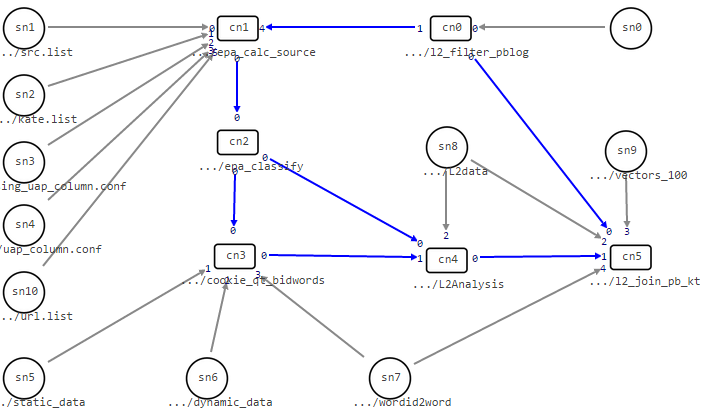 sn1
0
cn1
4
1
cn0
0
sn0
1
2
3
.../src.list
.../sepa_calc_source
.../l2_filter_pblog
0
0
sn2
../kate.list
0
cn2
sn8
sn9
sn3
0
.../epa_classify
0
.../L2data
.../vectors_100
ing_uap_column.conf
sn4
0
2
0
3
0
2
/uap_column.conf
1
cn3
0
1
cn4
0
1
cn5
4
3
.../cookie_qt_bidwords
.../L2Analysis
.../l2_join_pb_kt
sn10
.../url.list
sn5
sn6
sn7
./static_data
.../dynamic_data
.../wordid2word